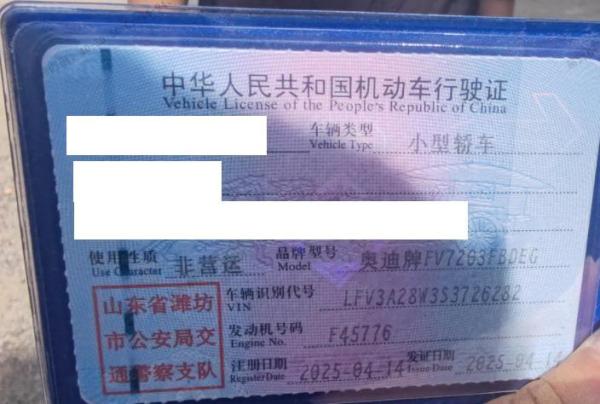 中华人民共和国机动车行驶证
Vehicle License of the People's Republic of China
车辆类型 小型轿车
Vehicle Type
使用性质 非营运 品牌型号 奥迪牌FV7203FBDEG
Use Character Model
山东省潍坊 车辆识别代号 LFV3A28W3S3726282
VIN
市公安局交 发动机号码 F45776
Engine No.
通警察支队 注册日期 2025-04-14 发证日期 2025-04-14
Register Date Issue Date